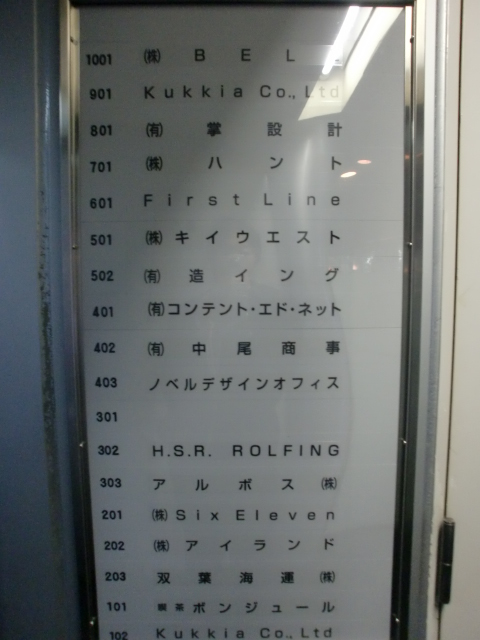 1001 ㈱ B E L
901 Kukkia Co., Ltd
801 ㈲ 掌 設 計
701 ㈱ ハ ン ト
601 First Line
501 ㈱ キイウエスト
502 ㈲ 造 イ ン グ
401 ㈲コンテント・エド・ネット
402 ㈲ 中 尾 商 事
403 ノベルデザインオフィス
301
302 H.S.R. ROLFING
303 ア ル ボ ス ㈱
201 ㈱ Six Eleven
202 ㈱ ア イ ラ ン ド
203 双 葉 海 運 ㈱
101 喫茶 ボンジュール
102 Kukkia Co., Ltd